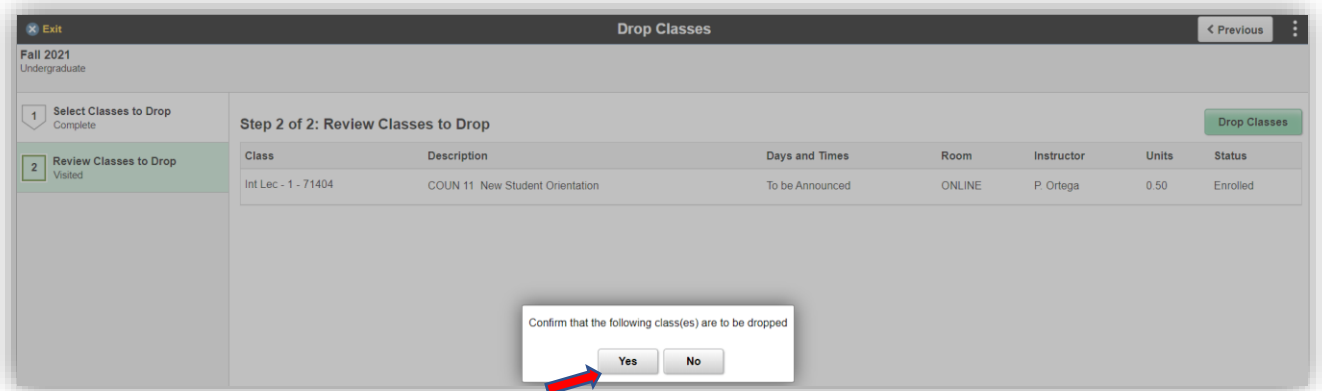 Exit
Drop Classes
Previous
Fall 2021
Undergraduate
1
Select Classes to Drop
Complete
2
Review Classes to Drop
Visited
Step 2 of 2: Review Classes to Drop
Drop Classes
Class Description Days and Times Room Instructor Units Status
Int Lec - 1 - 71404 COUN 11 New Student Orientation To be Announced ONLINE P. Ortega 0.50 Enrolled
Confirm that the following class(es) are to be dropped
Yes No